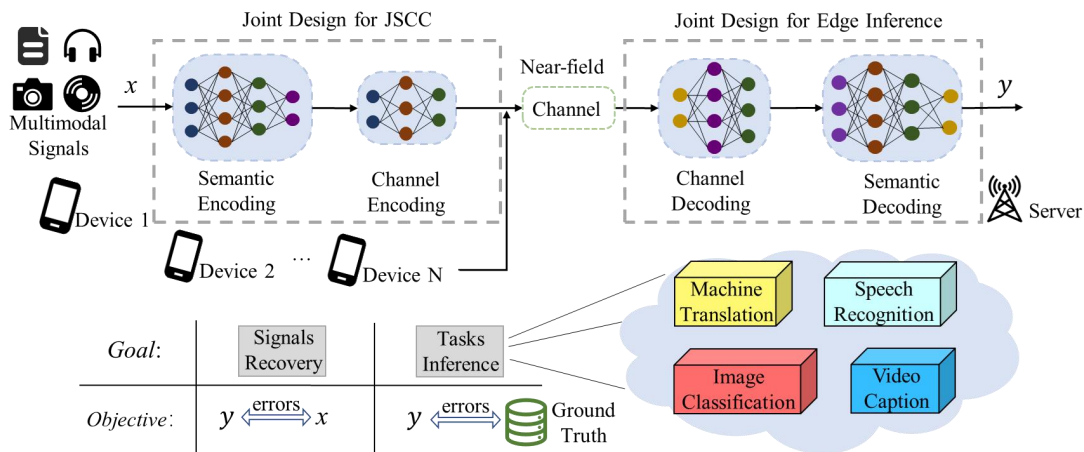 Joint Design for JSCC
Joint Design for Edge Inference
x
Near-field
Channel
y
Multimodal
Signals
Semantic
Encoding
Channel
Encoding
Channel
Decoding
Semantic
Decoding
Device 1
Server
Device 2
...
Device N
Machine
Translation
Speech
Recognition
Goal:
Signals
Recovery
Tasks
Inference
Image
Classification
Video
Caption
Objective:
y errors x
y errors
Ground
Truth